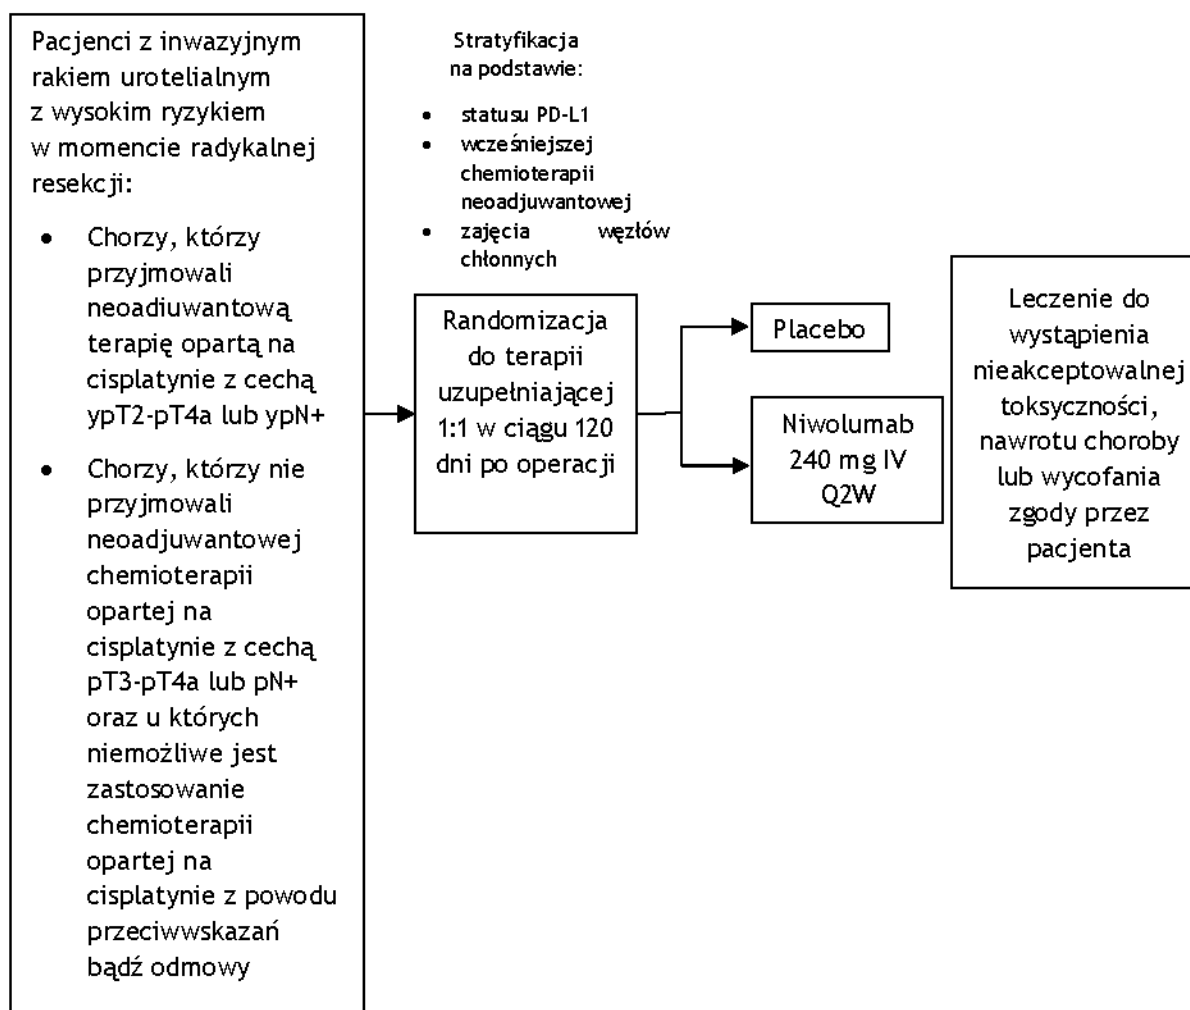 Pacjenci z inwazyjnym
rakiem urotelialnym
z wysokim ryzykiem
w momencie radykalnej
resekcji:
• Chorzy, którzy
przyjmowali
neoadiuwantową
terapię opartą na
cisplatynie z cechą
ypT2-pT4a lub ypN+
• Chorzy, którzy nie
przyjmowali
neoadjuwantowej
chemioterapii
opartej na
cisplatynie z cechą
pT3-pT4a lub pN+
oraz u których
niemożliwe jest
zastosowanie
chemioterapii
opartej na
cisplatynie z powodu
przeciwwskazań
bądź odmowy
Stratyfikacja
na podstawie:
• statusu PD-L1
• wcześniejszej
chemioterapii
neoadjuwantowej
• zajęcia węzłów
chłonnych
Randomizacja
do terapii
uzupełniającej
1:1 w ciągu 120
dni po operacji
Placebo
Niwolumab
240 mg IV
Q2W
Leczenie do
wystąpienia
nieakceptowalnej
toksyczności,
nawrotu choroby
lub wycofania
zgody przez
pacjenta